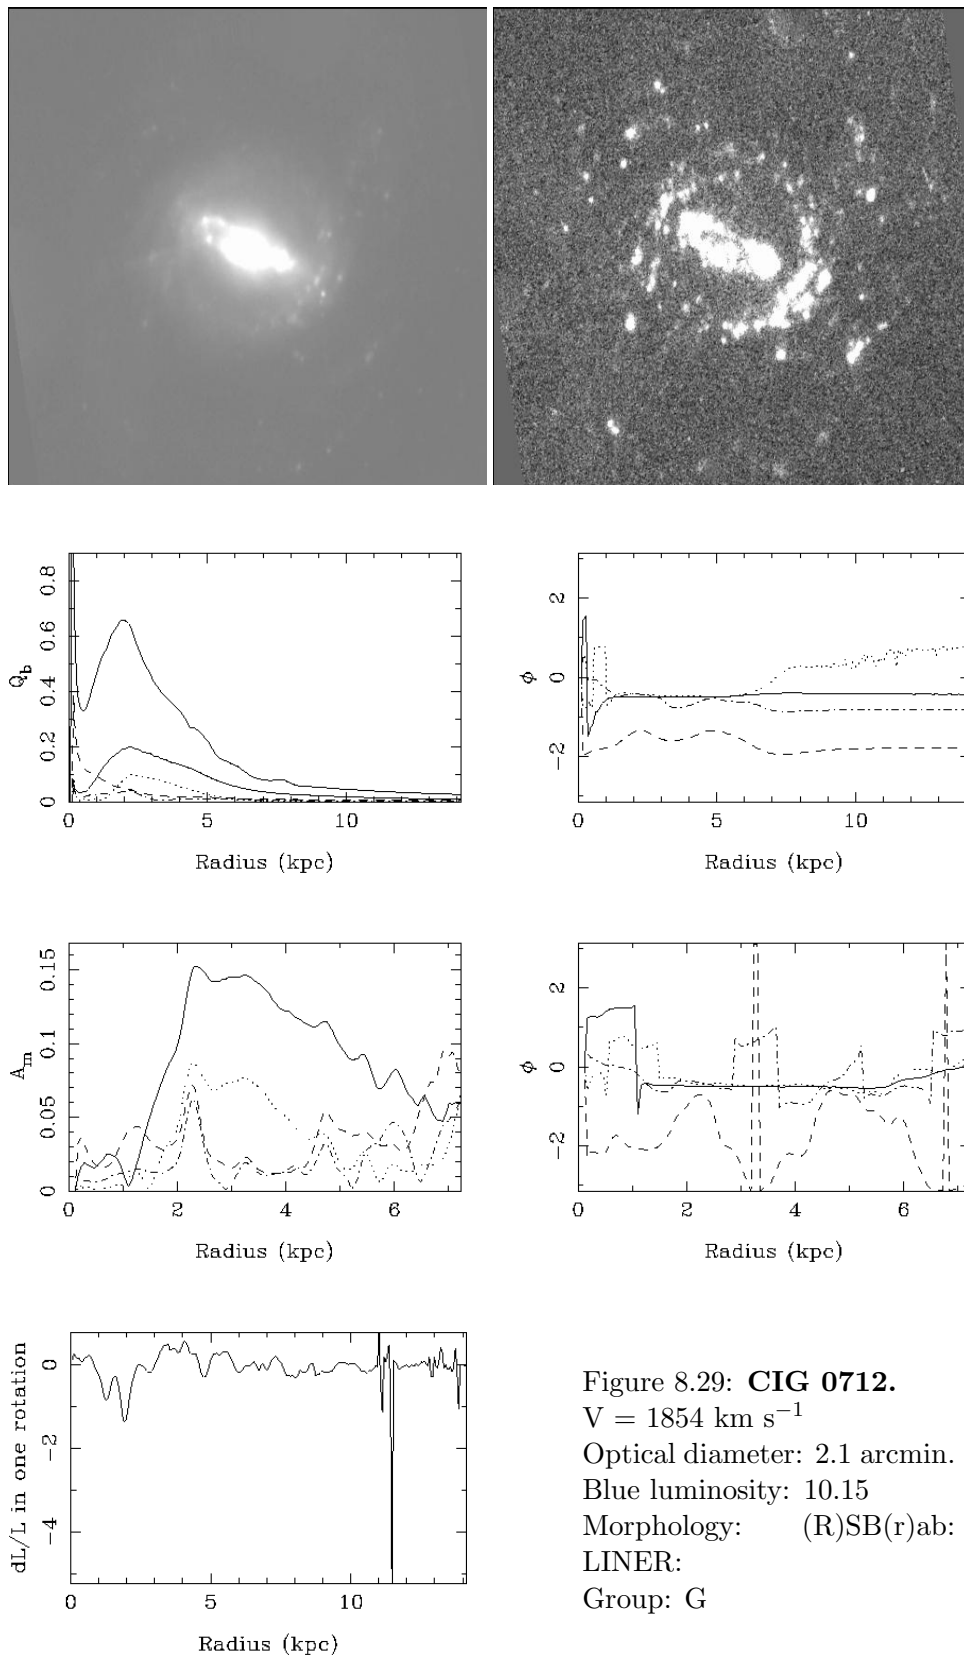 0 0.2 0.4 0.6 0.8
Q_b
0 5 10
Radius (kpc)
−2 0 2
ϕ
0 5 10
Radius (kpc)
0 0.05 0.1 0.15
A_m
0 2 4 6
Radius (kpc)
−2 0 2
ϕ
0 2 4 6
Radius (kpc)
−4 −2 0
dL/L in one rotation
0 5 10
Radius (kpc)
Figure 8.29: CIG 0712.
V = 1854 km s⁻¹
Optical diameter: 2.1 arcmin.
Blue luminosity: 10.15
Morphology: (R)SB(r)ab:
LINER:
Group: G